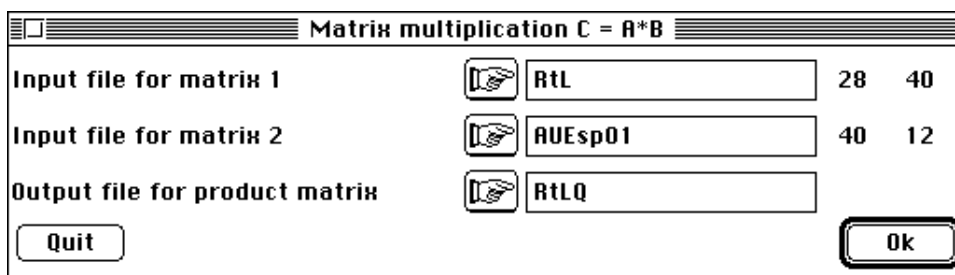 Matrix multiplication C = A*B
Input file for matrix 1 RtL 28 40
Input file for matrix 2 AUEsp01 40 12
Output file for product matrix RtLQ
Quit Ok